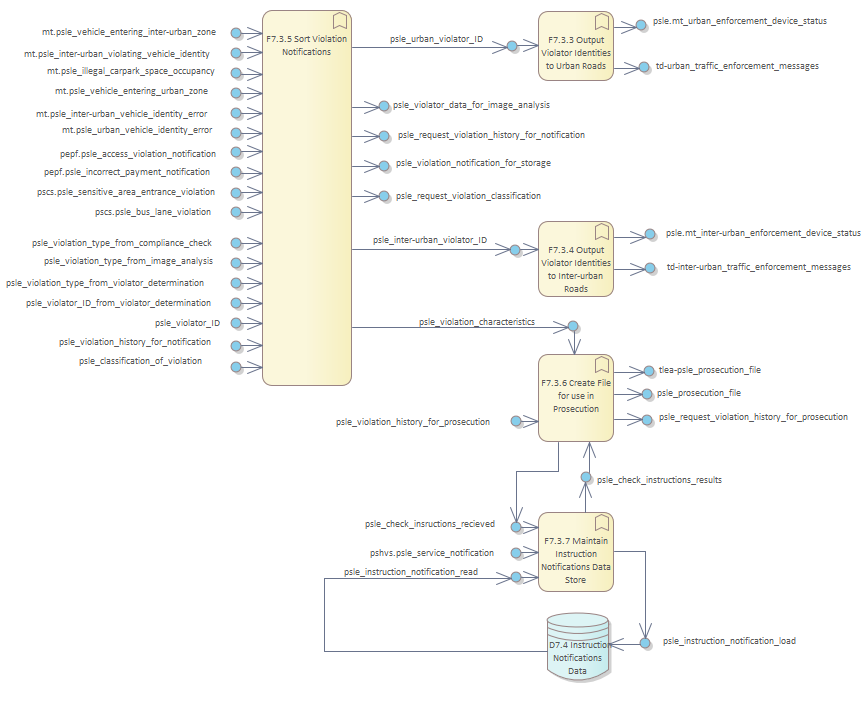 mt.psle_vehicle_entering_inter-urban_zone
mt.psle_inter-urban_violating_vehicle_identity
mt.psle_illegal_carpark_space_occupancy
mt.psle_vehicle_entering_urban_zone
mt.psle_inter-urban_vehicle_identity_error
mt.psle_urban_vehicle_identity_error
pepf.psle_access_violation_notification
pepf.psle_incorrect_payment_notification
pscs.psle_sensitive_area_entrance_violation
pscs.psle_bus_lane_violation
psle_violation_type_from_compliance_check
psle_violation_type_from_image_analysis
psle_violation_type_from_violator_determination
psle_violator_ID_from_violator_determination
psle_violator_ID
psle_violation_history_for_notification
psle_classification_of_violation
F7.3.5 Sort Violation
Notifications
psle_urban_violator_ID
F7.3.3 Output
Violator Identities
to Urban Roads
psle.mt_urban_enforcement_device_status
td-urban_traffic_enforcement_messages
psle_violator_data_for_image_analysis
psle_request_violation_history_for_notification
psle_violation_notification_for_storage
psle_request_violation_classification
psle_inter-urban_violator_ID
F7.3.4 Output
Violator Identities
to Inter-urban
Roads
psle.mt_inter-urban_enforcement_device_status
td-inter-urban_traffic_enforcement_messages
psle_violation_characteristics
F7.3.6 Create File
for use in
Prosecution
tlea-psle_prosecution_file
psle_prosecution_file
psle_request_violation_history_for_prosecution
psle_violation_history_for_prosecution
psle_check_instructions_results
psle_check_insructions_recieved
pshvs.psle_service_notification
psle_instruction_notification_read
F7.3.7 Maintain
Instruction
Notifications Data
Store
psle_instruction_notification_load
D7.4 Instruction
Notifications
Data